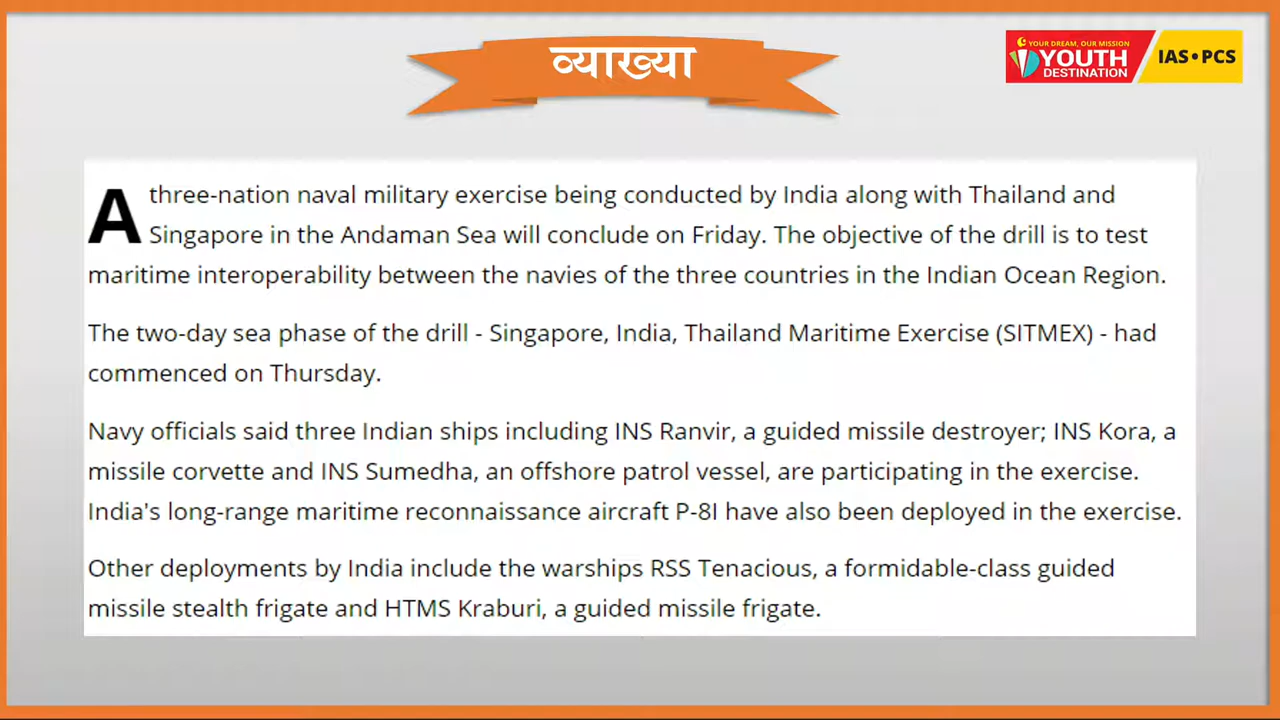 व्याख्या
YOUR DREAM, OUR MISSION
YOUTH
DESTINATION
IAS•PCS
A three-nation naval military exercise being conducted by India along with Thailand and
Singapore in the Andaman Sea will conclude on Friday. The objective of the drill is to test
maritime interoperability between the navies of the three countries in the Indian Ocean Region.
The two-day sea phase of the drill - Singapore, India, Thailand Maritime Exercise (SITMEX) - had
commenced on Thursday.
Navy officials said three Indian ships including INS Ranvir, a guided missile destroyer; INS Kora, a
missile corvette and INS Sumedha, an offshore patrol vessel, are participating in the exercise.
India's long-range maritime reconnaissance aircraft P-8I have also been deployed in the exercise.
Other deployments by India include the warships RSS Tenacious, a formidable-class guided
missile stealth frigate and HTMS Kraburi, a guided missile frigate.